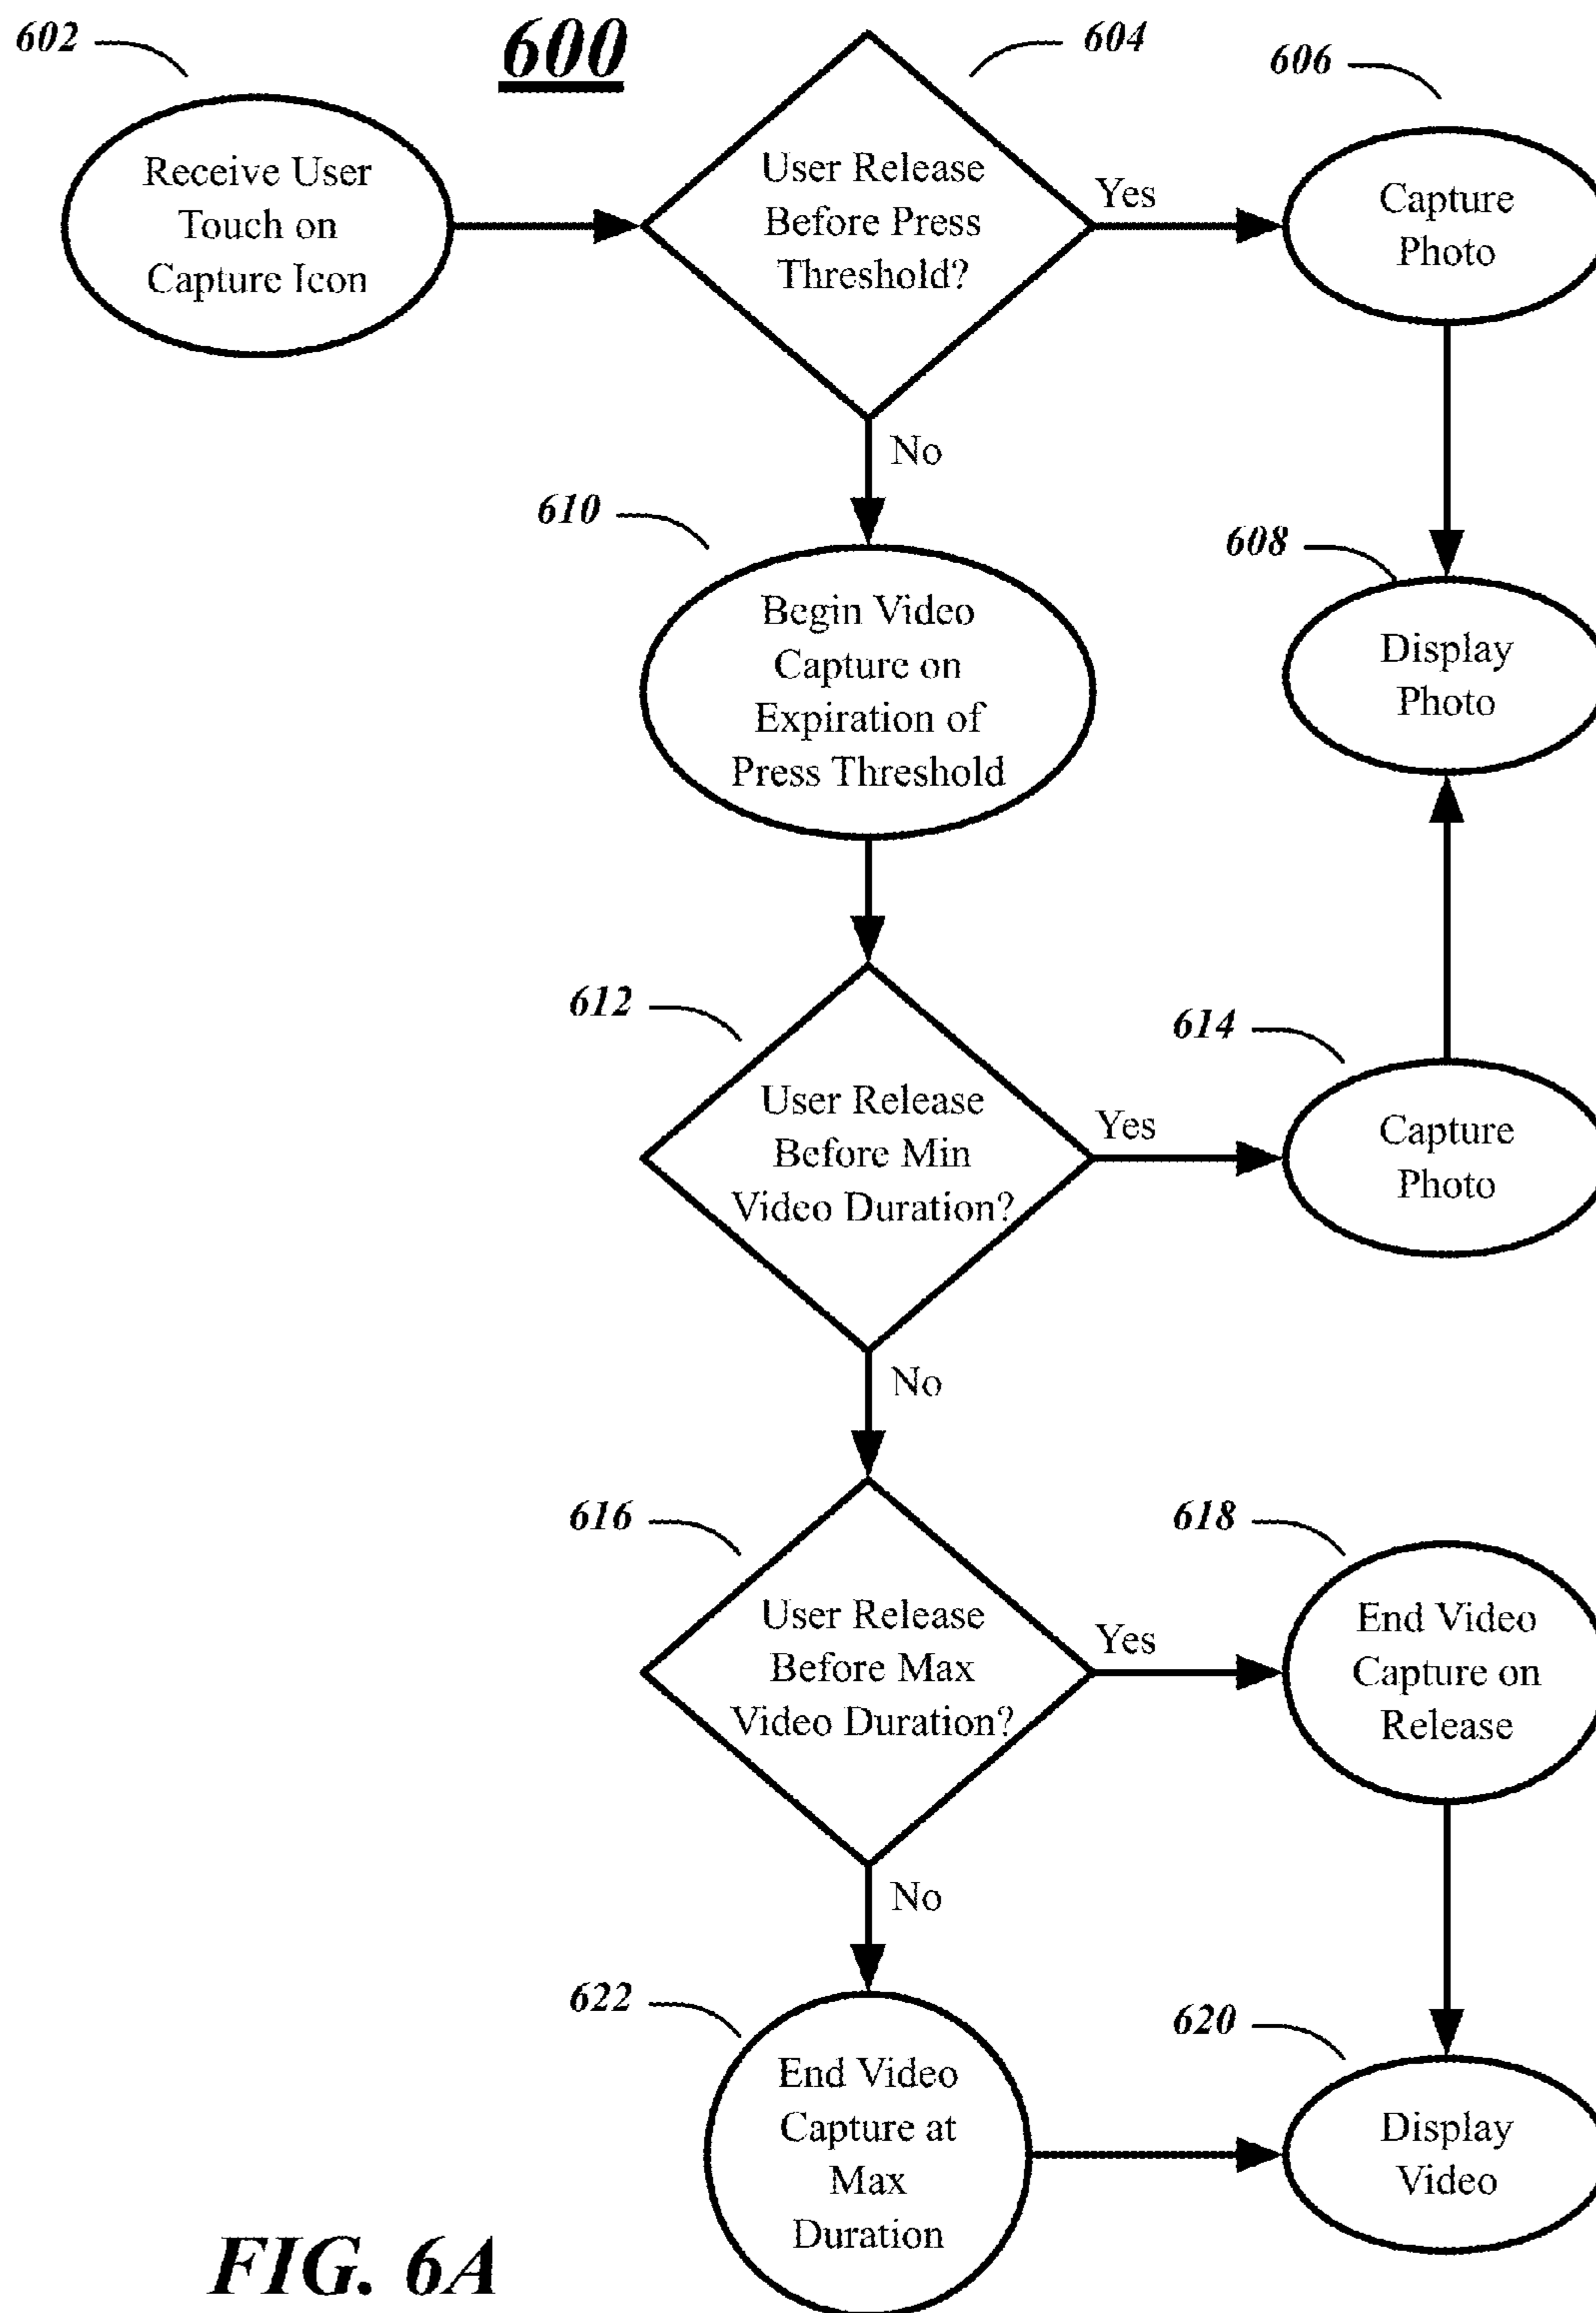 600
602
Receive User
Touch on
Capture Icon
604
User Release
Before Press
Threshold?
Yes
606
Capture
Photo
No
608
Display
Photo
610
Begin Video
Capture on
Expiration of
Press Threshold
612
User Release
Before Min
Video Duration?
Yes
614
Capture
Photo
No
616
User Release
Before Max
Video Duration?
Yes
618
End Video
Capture on
Release
No
622
End Video
Capture at
Max
Duration
620
Display
Video
FIG. 6A